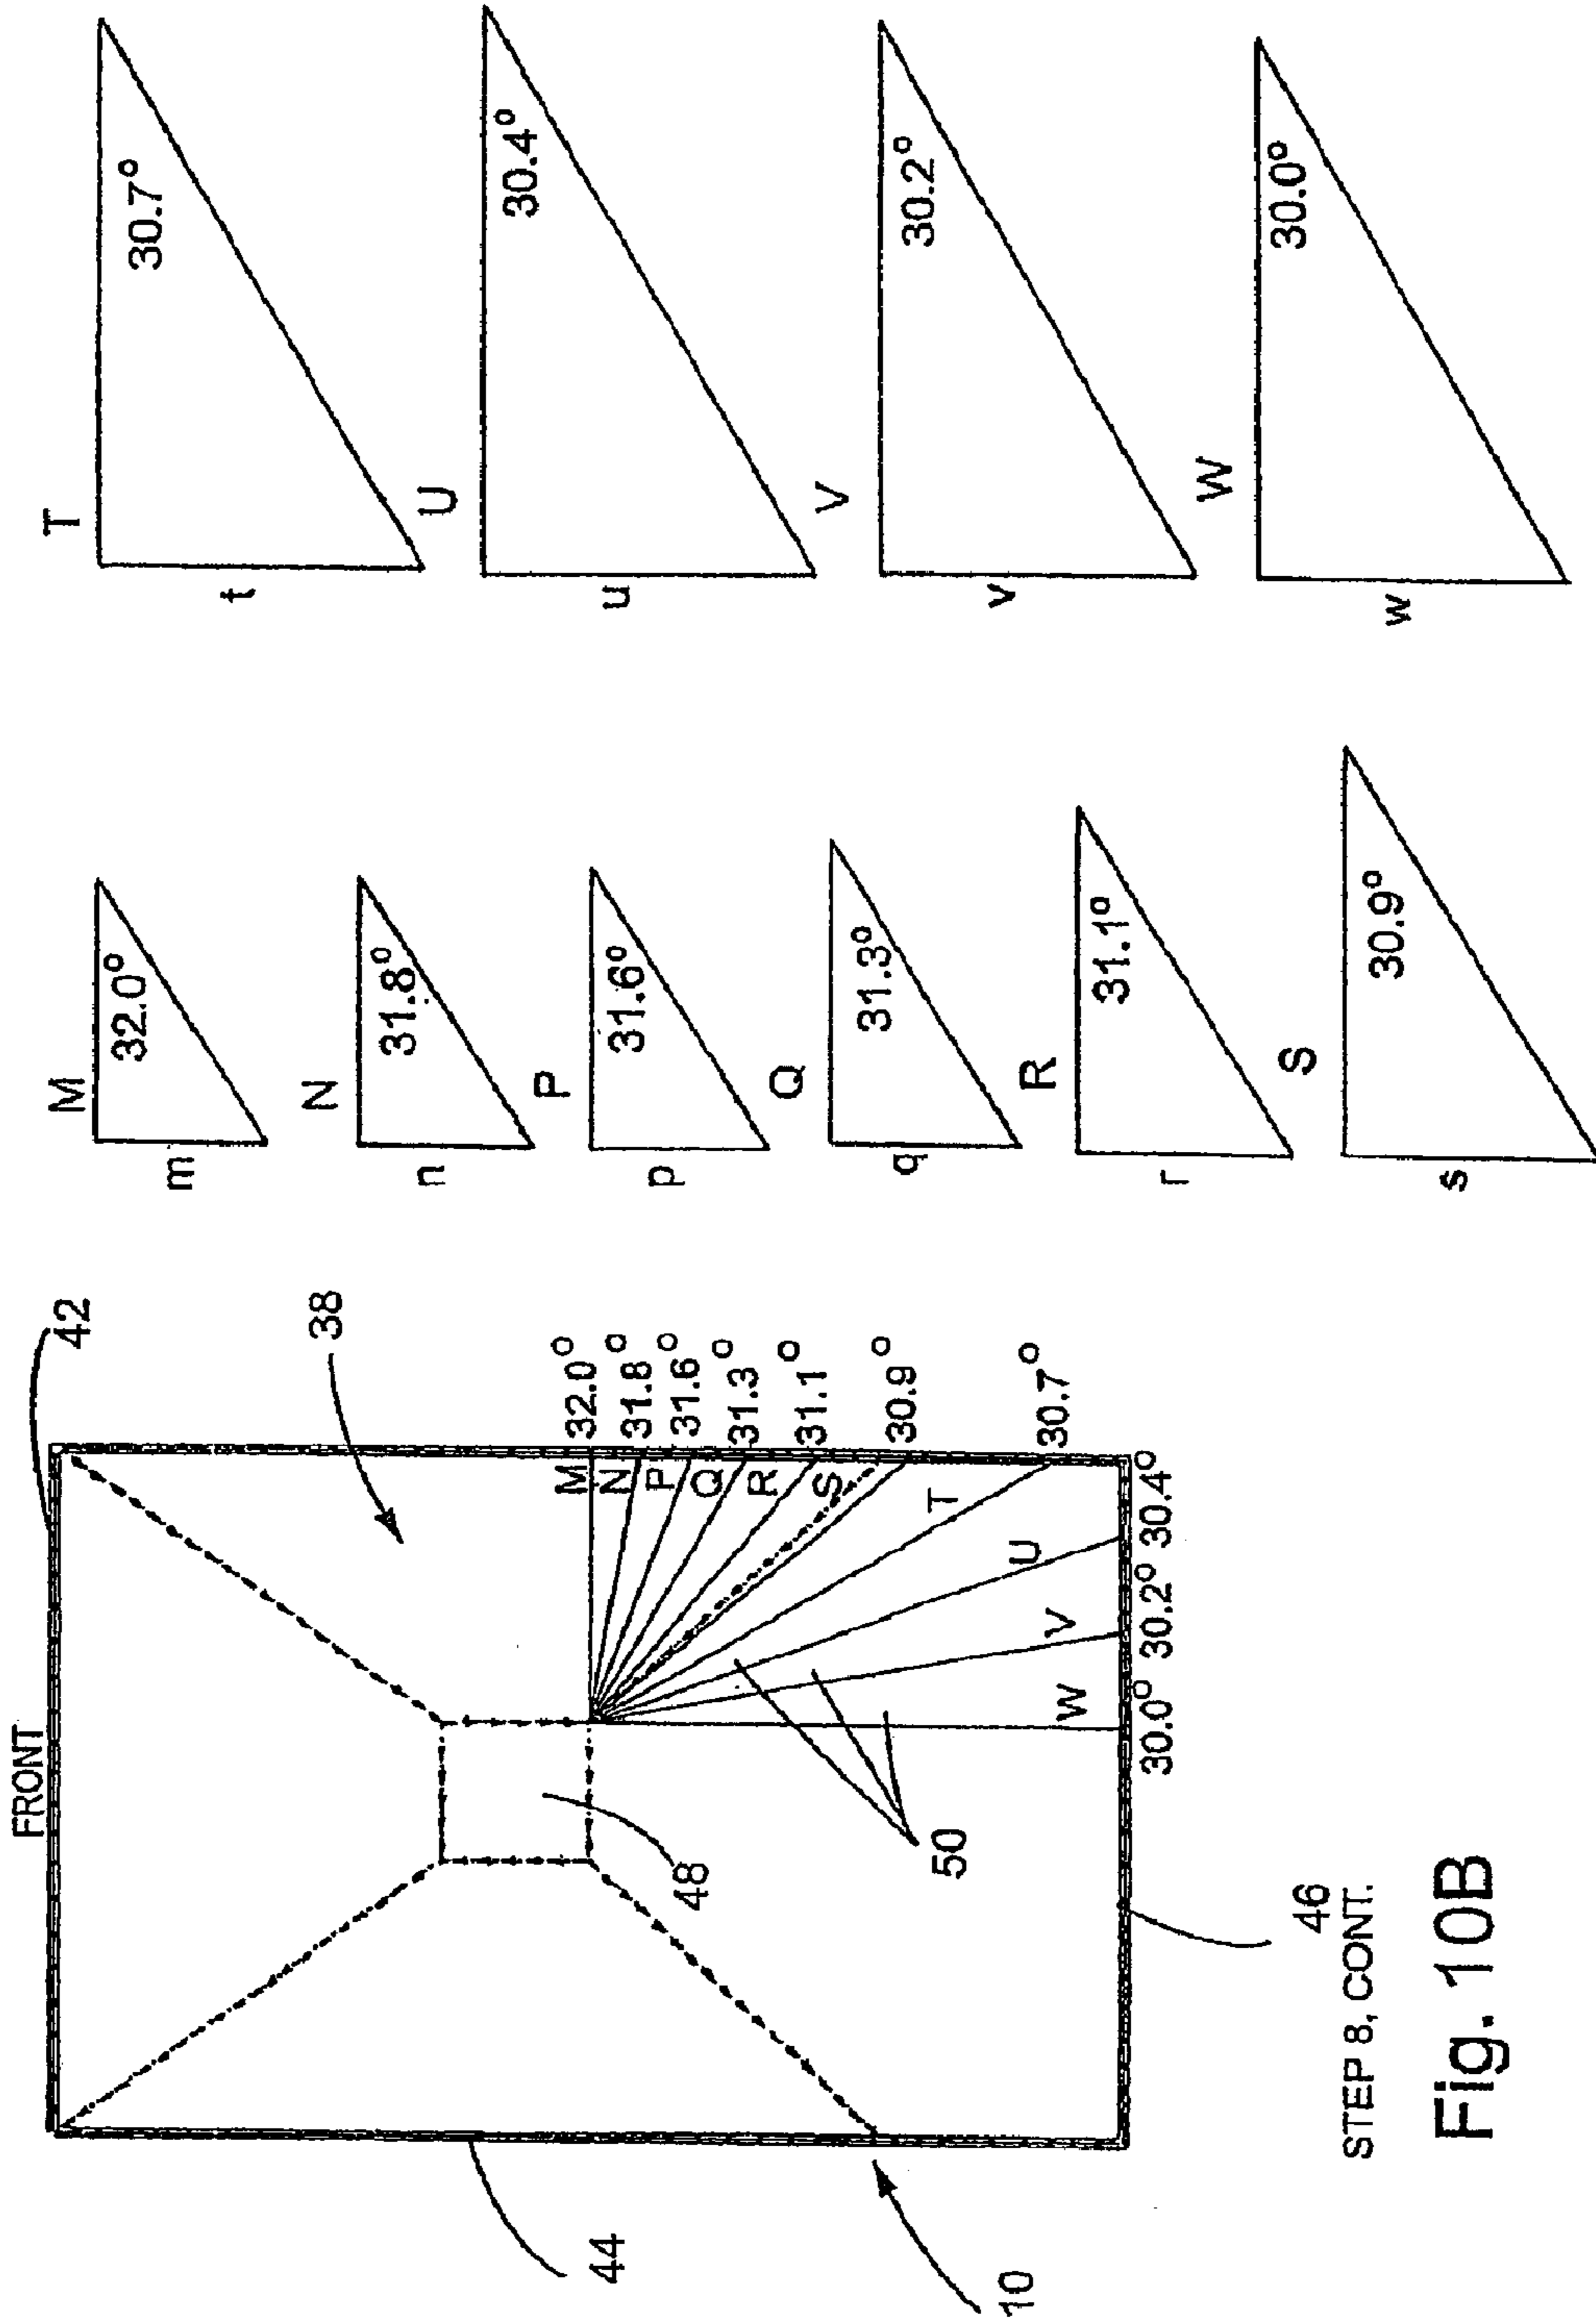 FRONT
42
38
44
10
48
50
46
M
N
P
Q
R
S
T
U
V
W
32.0°
31.8°
31.6°
31.3°
31.1°
30.9°
30.7°
30.4°
30.2°
30.0°
M
32.0°
m
N
31.8°
n
P
31.6°
p
Q
31.3°
q
R
31.1°
r
S
30.9°
s
T
30.7°
t
U
30.4°
u
V
30.2°
v
W
30.0°
w
STEP 8, CONT.
Fig. 10B